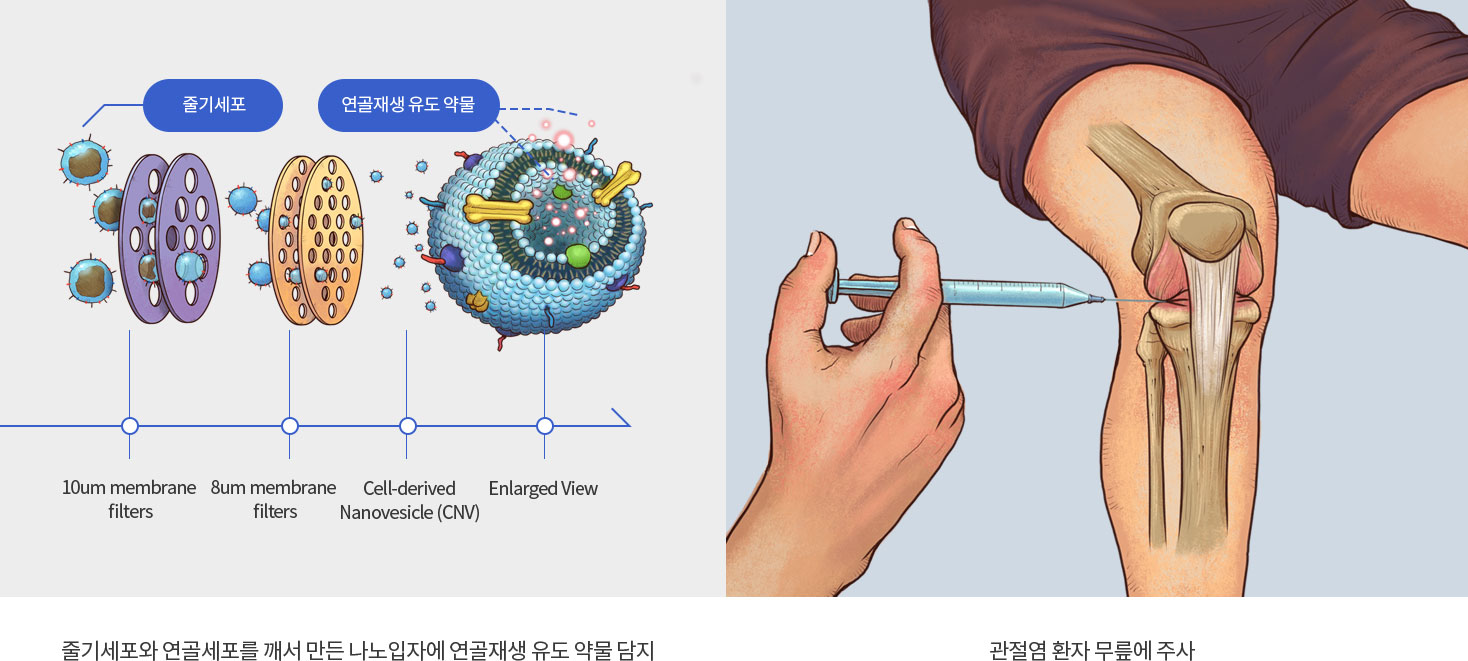 줄기세포
연골재생 유도 약물
10um membrane
filters
8um membrane
filters
Cell-derived
Nanovesicle (CNV)
Enlarged View
줄기세포와 연골세포를 깨서 만든 나노입자에 연골재생 유도 약물 담지
관절염 환자 무릎에 주사